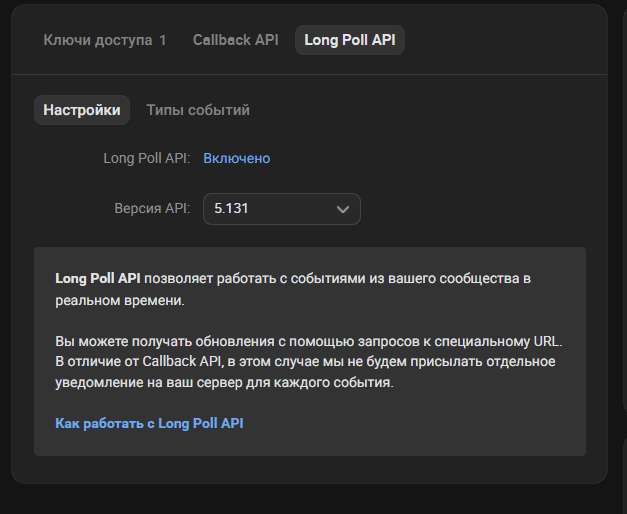 Ключи доступа 1 Callback API Long Poll API
Настройки Типы событий
Long Poll API: Включено
Версия API: 5.131
Long Poll API позволяет работать с событиями из вашего сообщества в
реальном времени.
Вы можете получать обновления с помощью запросов к специальному URL.
В отличие от Callback API, в этом случае мы не будем присылать отдельное
уведомление на ваш сервер для каждого события.
Как работать с Long Poll API